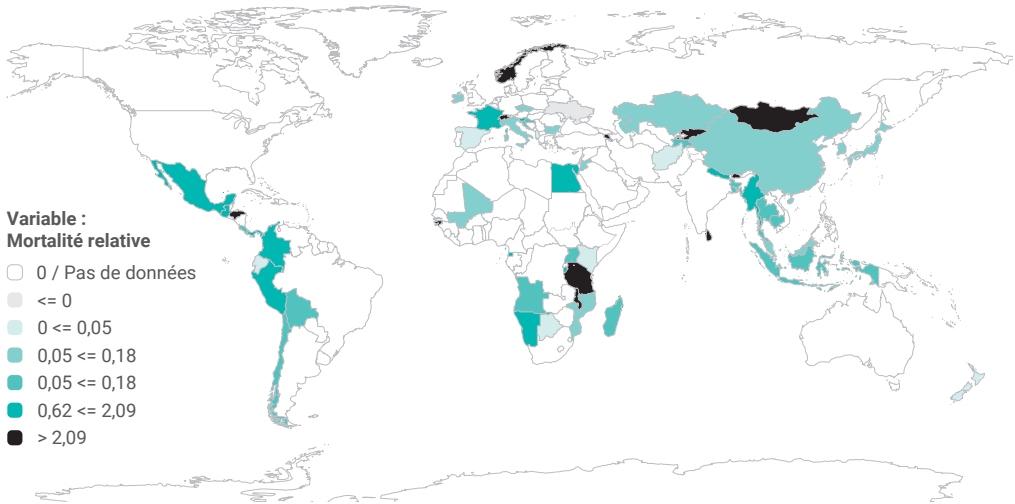 Variable :
Mortalité relative
0 / Pas de données
<= 0
0 <= 0,05
0,05 <= 0,18
0,05 <= 0,18
0,62 <= 2,09
> 2,09